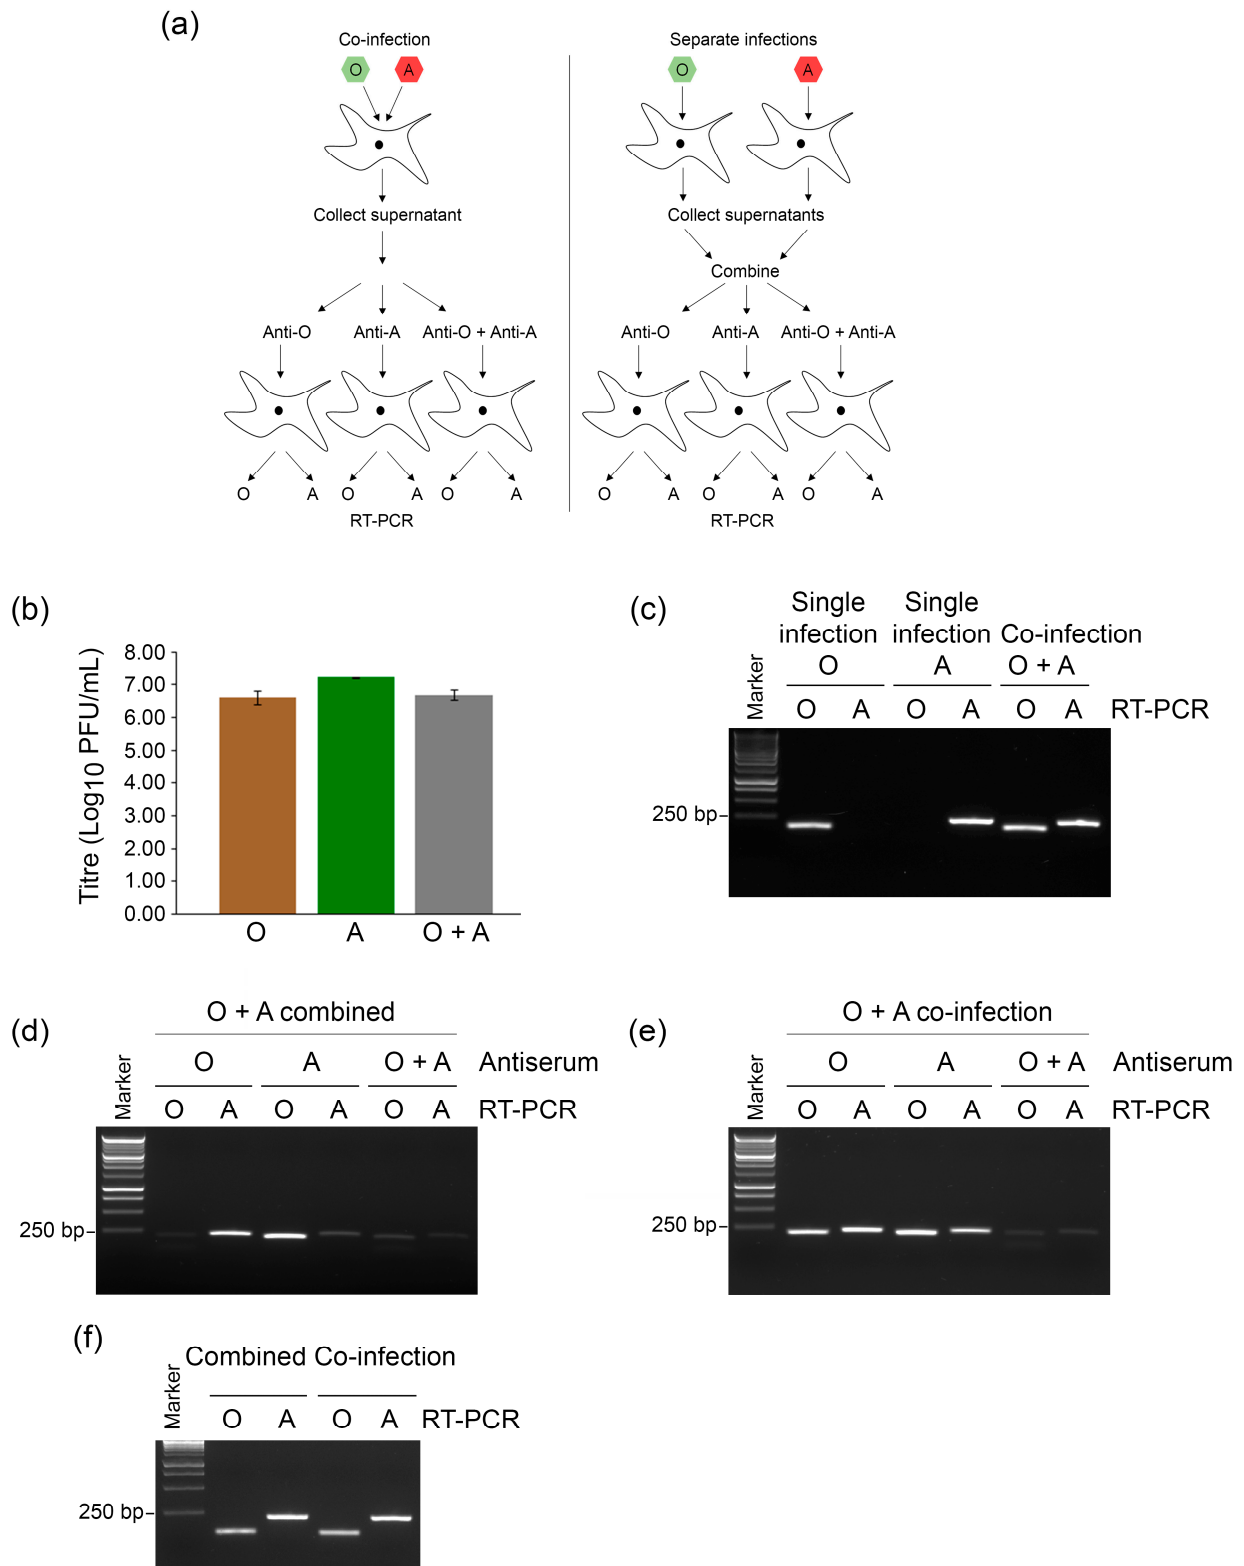 (a)
Co-infection Separate infections
O A O A
Collect supernatant Collect supernatants
Combine
Anti-O Anti-A Anti-O + Anti-A Anti-O Anti-A Anti-O + Anti-A
O A O A O A O A O A O A
RT-PCR RT-PCR
(b)
Titre (Log10 PFU/mL)
8.00
7.00
6.00
5.00
4.00
3.00
2.00
1.00
0.00
O A O + A
(c)
Single Single
infection infection Co-infection
O A O + A
Marker
O A O A O A RT-PCR
250 bp
(d)
O + A combined
O A O + A Antiserum
Marker
O A O A O A RT-PCR
250 bp
(e)
O + A co-infection
O A O + A Antiserum
Marker
O A O A O A RT-PCR
250 bp
(f)
Combined Co-infection
Marker
O A O A RT-PCR
250 bp